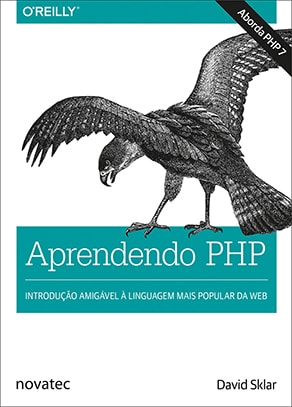 O'REILLY®
Aborda PHP 7
Aprendendo PHP
INTRODUÇÃO AMIGÁVEL À LINGUAGEM MAIS POPULAR DA WEB
novatec
David Sklar